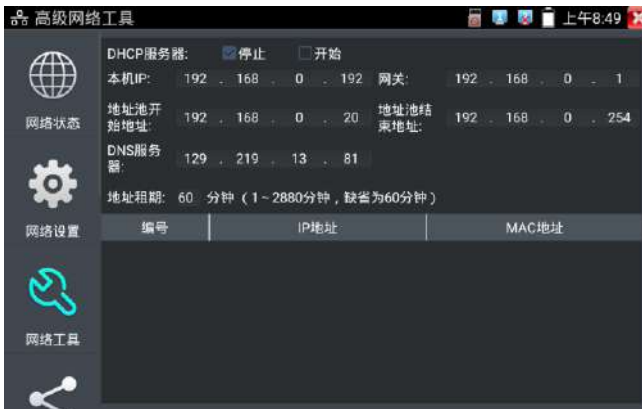 高级网络工具 上午8:49
DHCP服务器: 停止 开始
本机IP: 192 . 168 . 0 . 192 网关: 192 . 168 . 0 . 1
地址池开始地址: 192 . 168 . 0 . 20 地址池结束地址: 192 . 168 . 0 . 254
DNS服务器: 129 . 219 . 13 . 81
地址租期: 60 分钟（1~2880分钟，缺省为60分钟）
编号 IP地址 MAC地址
网络状态
网络设置
网络工具